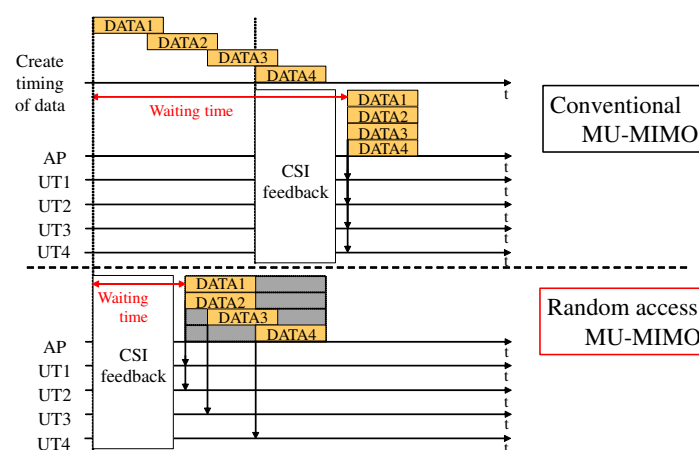 DATA1
DATA2
DATA3
DATA4
Create
timing
of data
t
Waiting time
DATA1
DATA2
DATA3
DATA4
Conventional
MU-MIMO
AP
t
CSI
feedback
UT1
t
UT2
t
UT3
t
UT4
t
Waiting
time
DATA1
DATA2
DATA3
DATA4
Random access
MU-MIMO
CSI
feedback
AP
t
UT1
t
UT2
t
UT3
t
UT4
t